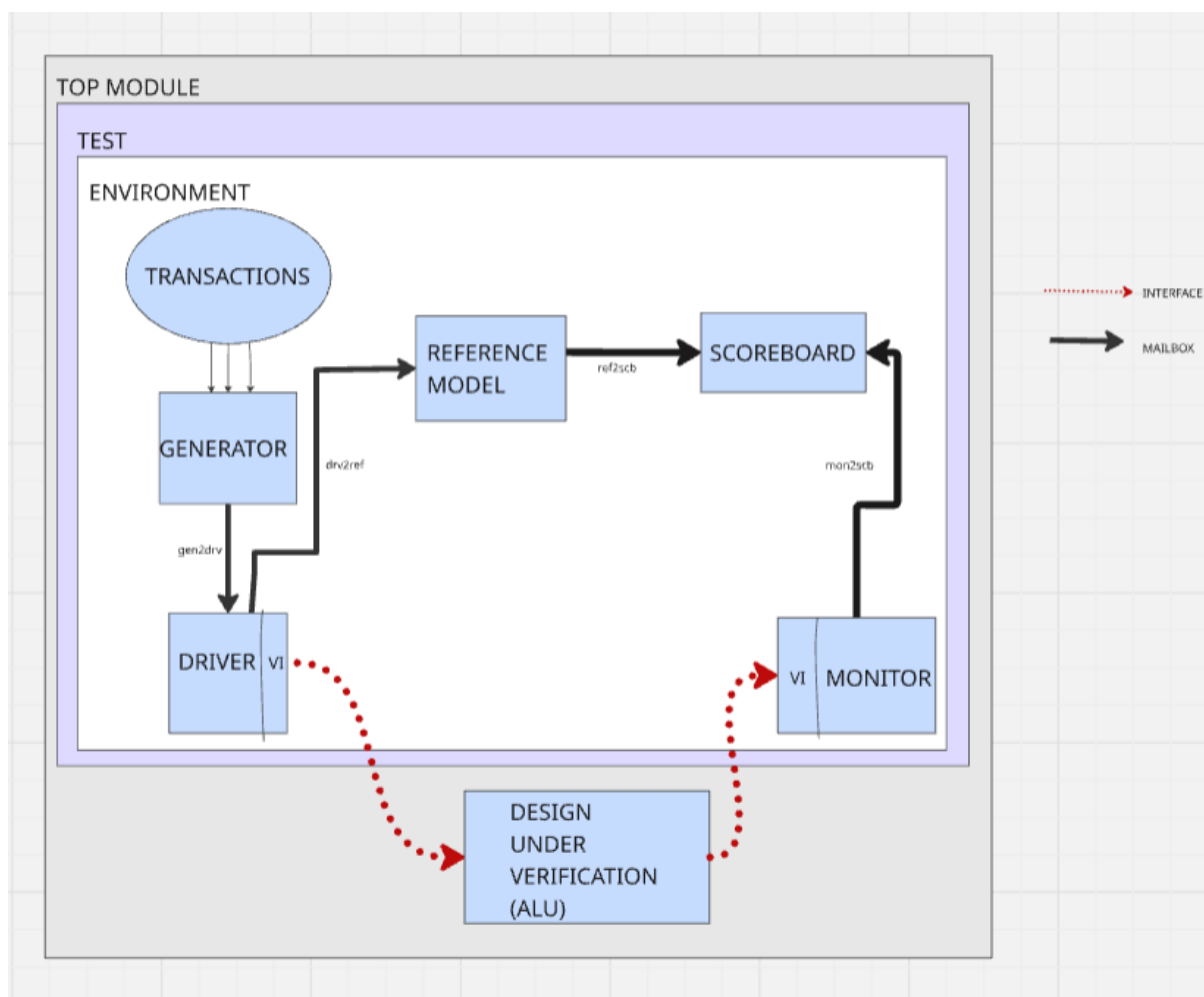 TOP MODULE
TEST
ENVIRONMENT
TRANSACTIONS
INTERFACE
REFERENCE
MODEL
SCOREBOARD
MAILBOX
ref2scb
GENERATOR
drv2ref
mon2scb
gen2drv
DRIVER
VI
VI
MONITOR
DESIGN
UNDER
VERIFICATION
(ALU)